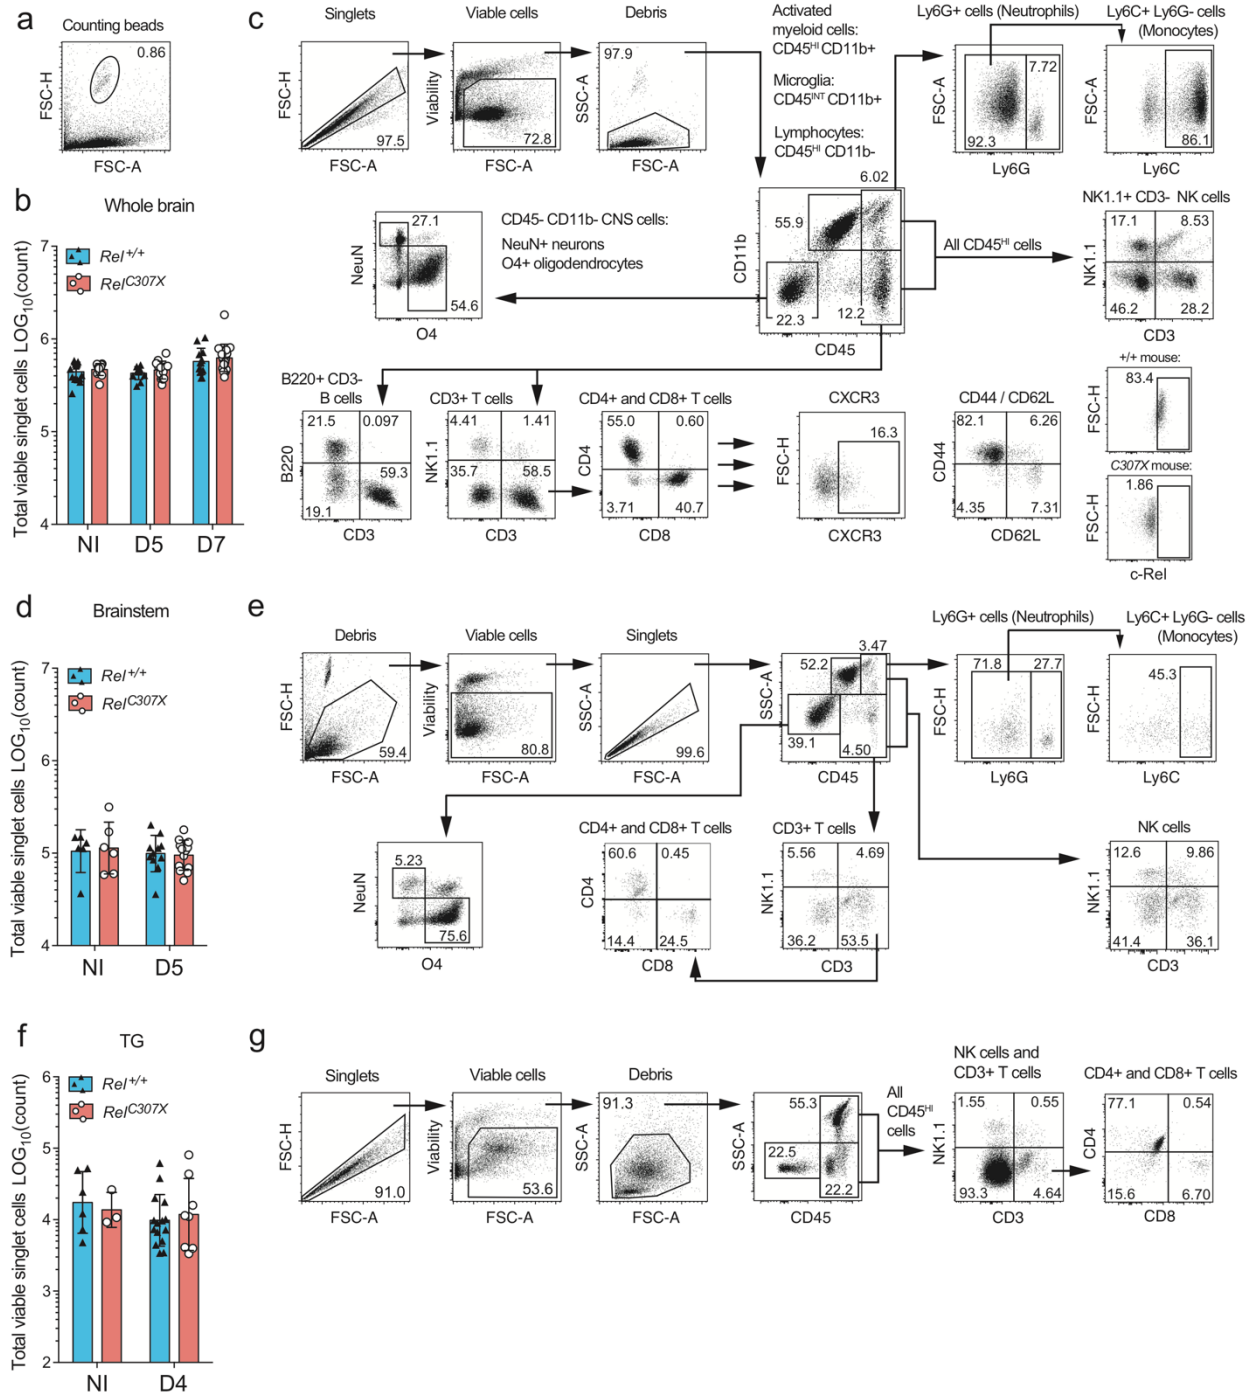 a
Counting beads
0.86
FSC-H
FSC-A
b
Whole brain
Total viable singlet cells LOG10(count)
7
6
5
4
Rel+/+
RelC307X
NI
D5
D7
c
Singlets
Viable cells
Debris
FSC-H
97.5
FSC-A
Viability
72.8
FSC-A
97.9
SSC-A
FSC-A
Activated
myeloid cells:
CD45HI CD11b+
Microglia:
CD45INT CD11b+
Lymphocytes:
CD45HI CD11b-
Ly6G+ cells (Neutrophils)
Ly6C+ Ly6G- cells
(Monocytes)
FSC-A
7.72
92.3
Ly6G
FSC-A
86.1
Ly6C
6.02
55.9
CD11b
22.3
12.2
CD45
All CD45HI cells
NK1.1+ CD3- NK cells
17.1
8.53
NK1.1
46.2
28.2
CD3
27.1
NeuN
54.6
O4
CD45- CD11b- CNS cells:
NeuN+ neurons
O4+ oligodendrocytes
B220+ CD3-
B cells
21.5
0.097
B220
59.3
19.1
CD3
CD3+ T cells
4.41
1.41
NK1.1
35.7
58.5
CD3
CD4+ and CD8+ T cells
55.0
0.60
CD4
3.71
40.7
CD8
CXCR3
16.3
FSC-H
CXCR3
CD44 / CD62L
82.1
6.26
CD44
4.35
7.31
CD62L
+/+ mouse:
83.4
FSC-H
C307X mouse:
1.86
FSC-H
c-Rel
d
Brainstem
Total viable singlet cells LOG10(count)
7
6
5
4
Rel+/+
RelC307X
NI
D5
e
Debris
Viable cells
Singlets
FSC-H
59.4
FSC-A
Viability
80.8
FSC-A
SSC-A
99.6
FSC-A
3.47
52.2
SSC-A
39.1
4.50
CD45
Ly6G+ cells (Neutrophils)
Ly6C+ Ly6G- cells
(Monocytes)
71.8
27.7
FSC-H
Ly6G
45.3
FSC-H
Ly6C
5.23
NeuN
75.6
O4
CD4+ and CD8+ T cells
60.6
0.45
CD4
14.4
24.5
CD8
CD3+ T cells
5.56
4.69
NK1.1
36.2
53.5
CD3
NK cells
12.6
9.86
NK1.1
41.4
36.1
CD3
f
TG
Total viable singlet cells LOG10(count)
6
5
4
3
2
Rel+/+
RelC307X
NI
D4
g
Singlets
Viable cells
Debris
FSC-H
91.0
FSC-A
Viability
53.6
FSC-A
91.3
SSC-A
FSC-A
55.3
SSC-A
22.5
22.2
CD45
All
CD45HI
cells
NK cells and
CD3+ T cells
1.55
0.55
NK1.1
93.3
4.64
CD3
CD4+ and CD8+ T cells
77.1
0.54
CD4
15.6
6.70
CD8